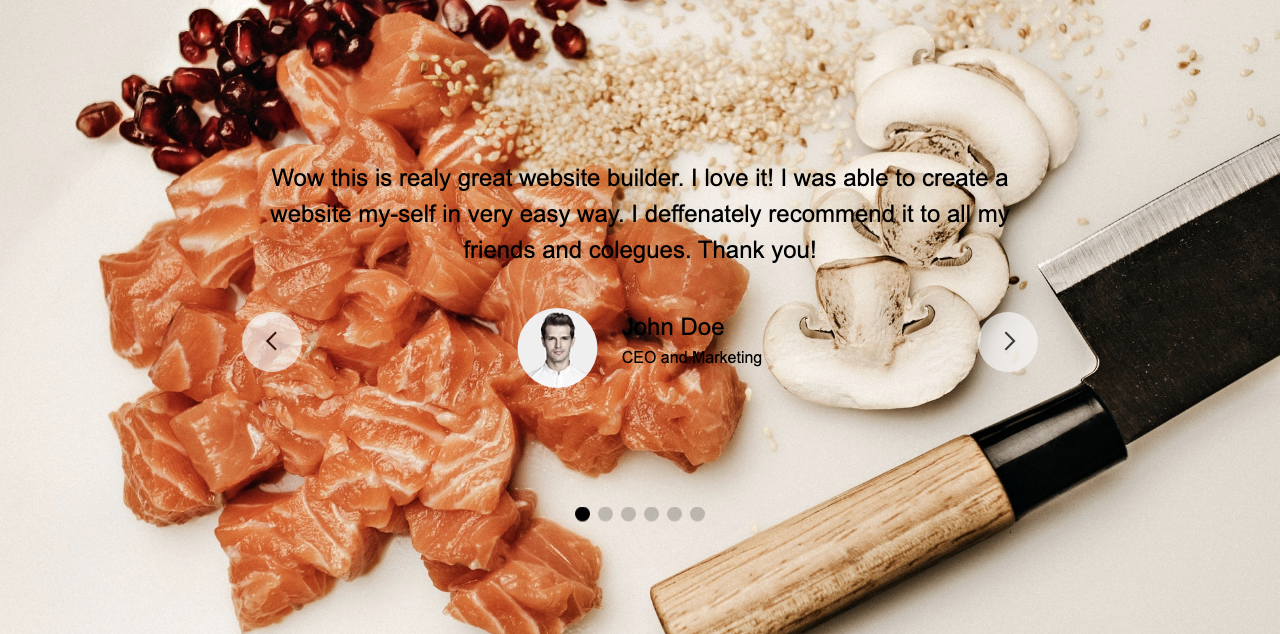 Wow this is realy great website builder. I love it! I was able to create a
website my-self in very easy way. I deffenately recommend it to all my
friends and colegues. Thank you!
John Doe
CEO and Marketing